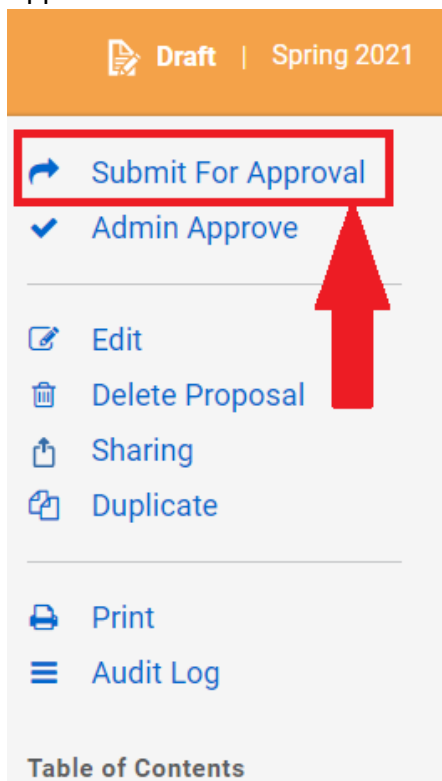 Draft | Spring 2021
Submit For Approval
Admin Approve
Edit
Delete Proposal
Sharing
Duplicate
Print
Audit Log
Table of Contents